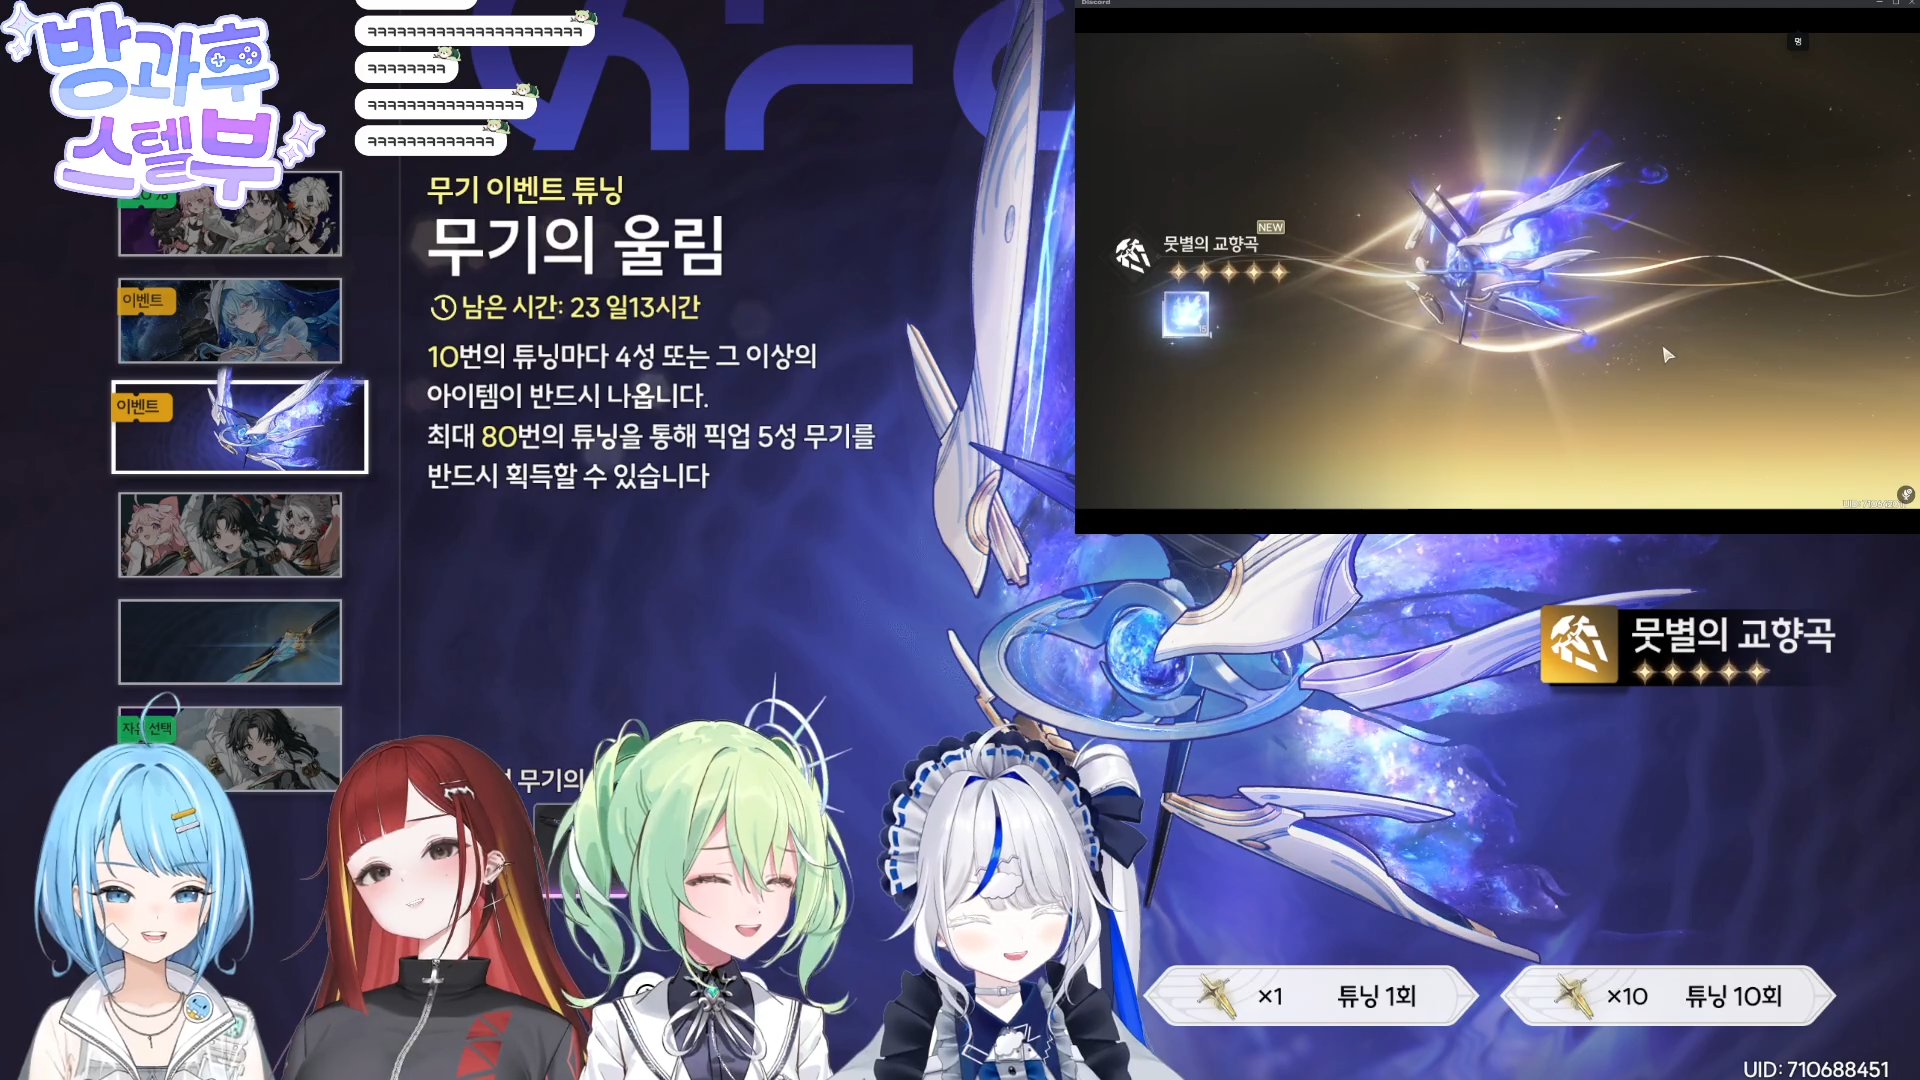 방과후
스텔부
ㅋㅋㅋㅋㅋㅋㅋㅋㅋㅋㅋㅋㅋㅋㅋㅋㅋㅋㅋㅋㅋㅋ
ㅋㅋㅋㅋㅋㅋㅋㅋ
ㅋㅋㅋㅋㅋㅋㅋㅋㅋㅋㅋㅋㅋㅋㅋㅋ
ㅋㅋㅋㅋㅋㅋㅋㅋㅋㅋㅋㅋㅋ
무기 이벤트 튜닝
무기의 울림
남은 시간: 23 일13시간
10번의 튜닝마다 4성 또는 그 이상의
아이템이 반드시 나옵니다.
최대 80번의 튜닝을 통해 픽업 5성 무기를
반드시 획득할 수 있습니다
이벤트
이벤트
선택
무기의
Discord
NEW
뭇별의 교향곡
15
뭇별의 교향곡
×1 튜닝 1회
×10 튜닝 10회
UID: 710688451